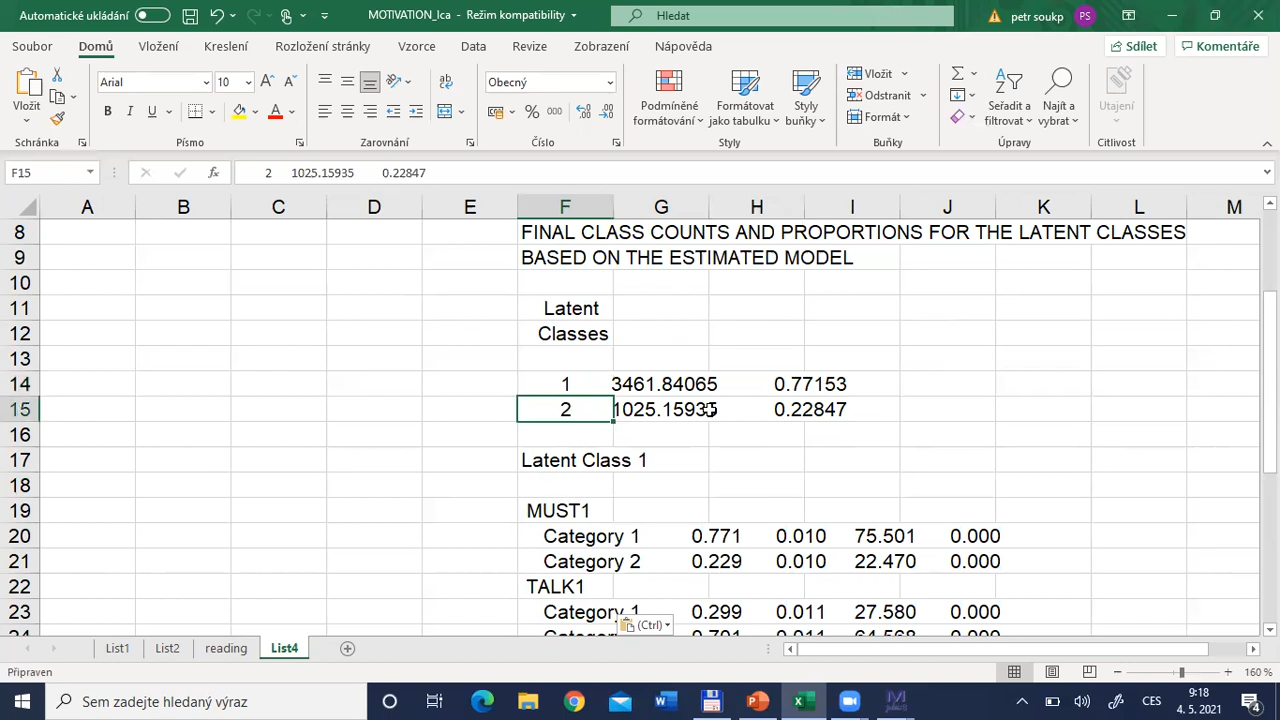 Automatické ukládání
MOTIVATION_lca - Režim kompatibility
Hledat
petr soukp
PS
Soubor Domů Vložení Kreslení Rozložení stránky Vzorce Data Revize Zobrazení Nápověda Sdílet Komentáře
Vložit
Arial 10
Obecný
Podmíněné formátování
Formátovat jako tabulku
Styly buňky
Vložit
Odstranit
Formát
Seřadit a filtrovat
Najít a vybrat
Utajení
Schránka Písmo Zarovnání Číslo Styly Buňky Úpravy Citlivost
F15 fx 2 1025.15935 0.22847
A B C D E F G H I J K L M
8 FINAL CLASS COUNTS AND PROPORTIONS FOR THE LATENT CLASSES
9 BASED ON THE ESTIMATED MODEL
10
11 Latent
12 Classes
13
14 1 3461.84065 0.77153
15 2 1025.15935 0.22847
16
17 Latent Class 1
18
19 MUST1
20 Category 1 0.771 0.010 75.501 0.000
21 Category 2 0.229 0.010 22.470 0.000
22 TALK1
23 Category 1 0.299 0.011 27.580 0.000
(Ctrl)
List1 List2 reading List4
Připraven
160 %
Sem zadejte hledaný výraz
CES
9:18
4. 5. 2021